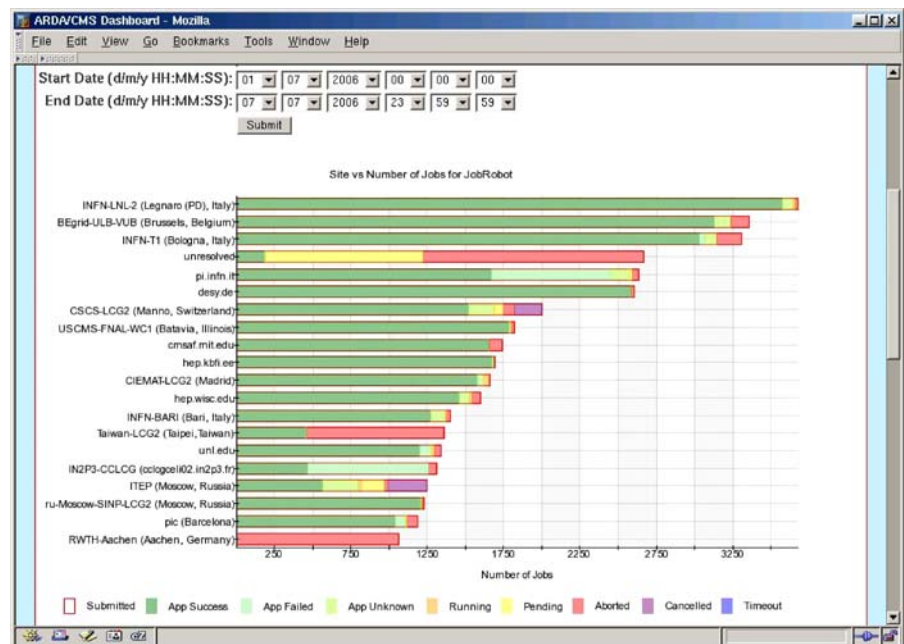 ARDA/CMS Dashboard - Mozilla
File Edit View Go Bookmarks Tools Window Help
Start Date (d/m/y HH:MM:SS): 01 07 2006 00 00 00
End Date (d/m/y HH:MM:SS): 07 07 2006 23 59 59
Submit
Site vs Number of Jobs for JobRobot
INFN-LNL-2 (Legnaro (PD), Italy)
BEgrid-ULB-VUB (Brussels, Belgium)
INFN-T1 (Bologna, Italy)
unresolved
pi.infn.it
desy.de
CSCS-LCG2 (Manno, Switzerland)
USCMS-FNAL-WC1 (Batavia, Illinois)
cmsaf.mit.edu
hep.kbfi.ee
CIEMAT-LCG2 (Madrid)
hep.wisc.edu
INFN-BARI (Bari, Italy)
Taiwan-LCG2 (Taipei,Taiwan)
unl.edu
IN2P3-CCLCG (cclogceli02.in2p3.fr)
ITEP (Moscow, Russia)
ru-Moscow-SINP-LCG2 (Moscow, Russia)
pic (Barcelona)
RWTH-Aachen (Aachen, Germany)
250 750 1250 1750 2250 2750 3250
Number of Jobs
Submitted App Success App Failed App Unknown Running Pending Aborted Cancelled Timeout